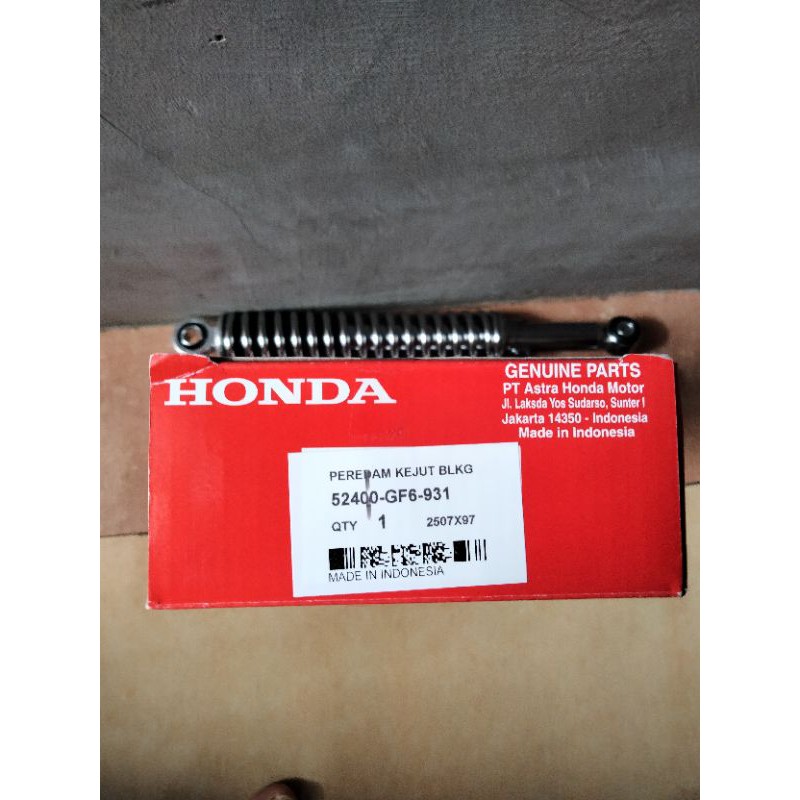 HONDA
GENUINE PARTS
PT Astra Honda Motor
Jl. Laksda Yos Sudarso, Sunter I
Jakarta 14350 - Indonesia
Made in Indonesia
PEREDAM KEJUT BLKG
52400-GF6-931
QTY 1 2507X97
MADE IN INDONESIA